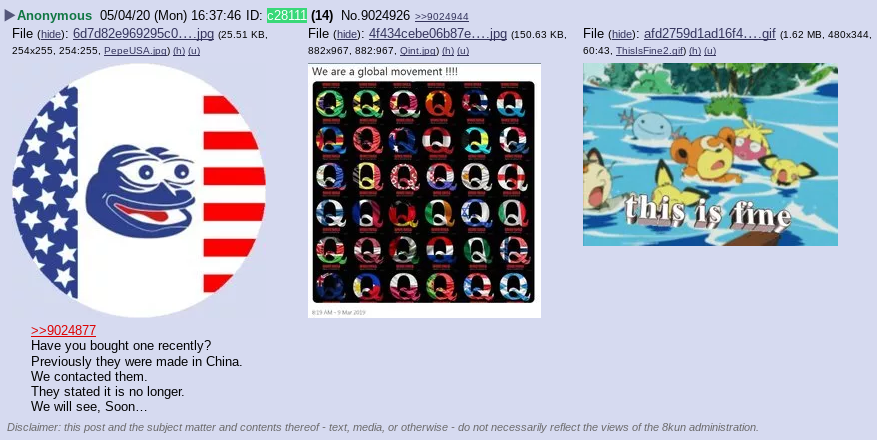 Anonymous 05/04/20 (Mon) 16:37:46 ID: c28111 (14) No.9024926 >>9024944
File (hide): 6d7d82e969295c0….jpg (25.51 KB, 254x255, 254:255, PepeUSA.jpg) (h) (u)
File (hide): 4f434cebe06b87e….jpg (150.63 KB, 882x967, 882:967, Qint.jpg) (h) (u)
File (hide): afd2759d1ad16f4….gif (1.62 MB, 480x344, 60:43, ThisIsFine2.gif) (h) (u)
We are a global movement !!!!
Q Q Q Q Q Q
Q Q Q Q Q Q
Q Q Q Q Q Q
Q Q Q Q Q Q
Q Q Q Q Q Q
Q Q Q Q Q Q
8:19 AM - 9 Mar 2019
this is fine
>>9024877
Have you bought one recently?
Previously they were made in China.
We contacted them.
They stated it is no longer.
We will see, Soon…
Disclaimer: this post and the subject matter and contents thereof - text, media, or otherwise - do not necessarily reflect the views of the 8kun administration.